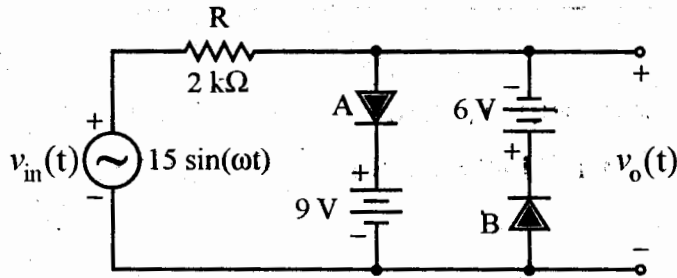 R
2 kΩ
A
−
6 V
+
+
+
v_in(t)
15 sin(ωt)
−
+
9 V
−
+
B
v_o(t)
−